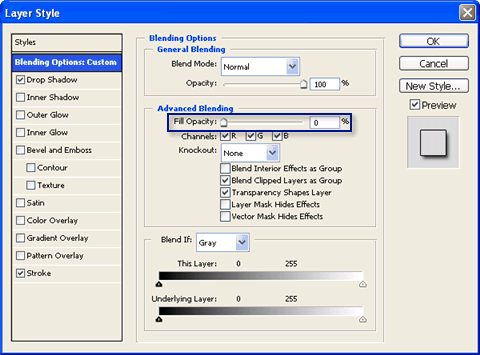 Layer Style
Styles
Blending Options: Custom
Drop Shadow
Inner Shadow
Outer Glow
Inner Glow
Bevel and Emboss
Contour
Texture
Satin
Color Overlay
Gradient Overlay
Pattern Overlay
Stroke
Blending Options
General Blending
Blend Mode: Normal
Opacity: 100 %
Advanced Blending
Fill Opacity: 0 %
Channels: R G B
Knockout: None
Blend Interior Effects as Group
Blend Clipped Layers as Group
Transparency Shapes Layer
Layer Mask Hides Effects
Vector Mask Hides Effects
Blend If: Gray
This Layer: 0 255
Underlying Layer: 0 255
OK
Cancel
New Style...
Preview